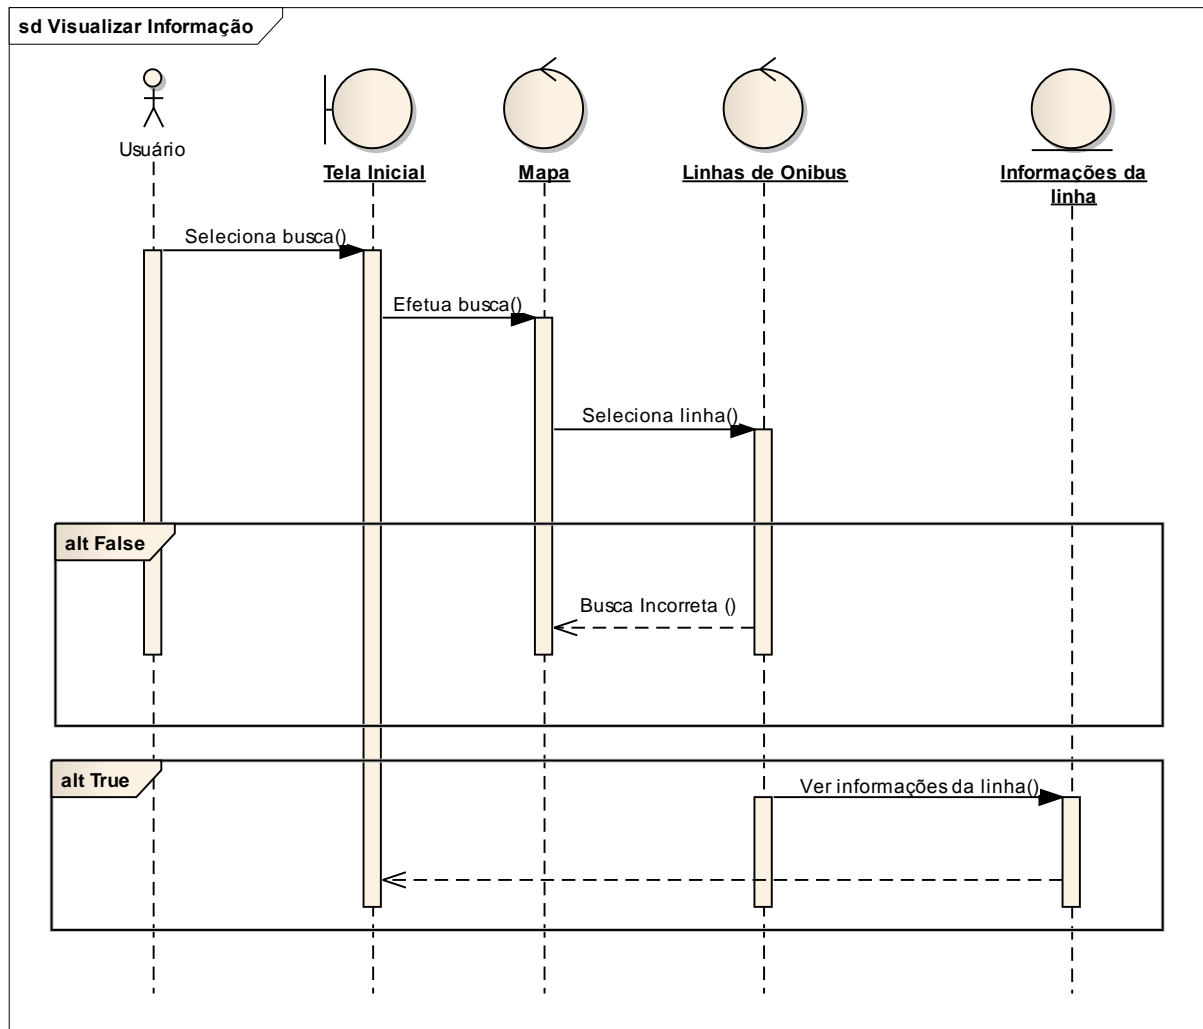 sd Visualizar Informação
Usuário
Tela Inicial
Mapa
Linhas de Onibus
Informações da
linha
Seleciona busca()
Efetua busca()
Seleciona linha()
alt False
Busca Incorreta ()
alt True
Ver informações da linha()